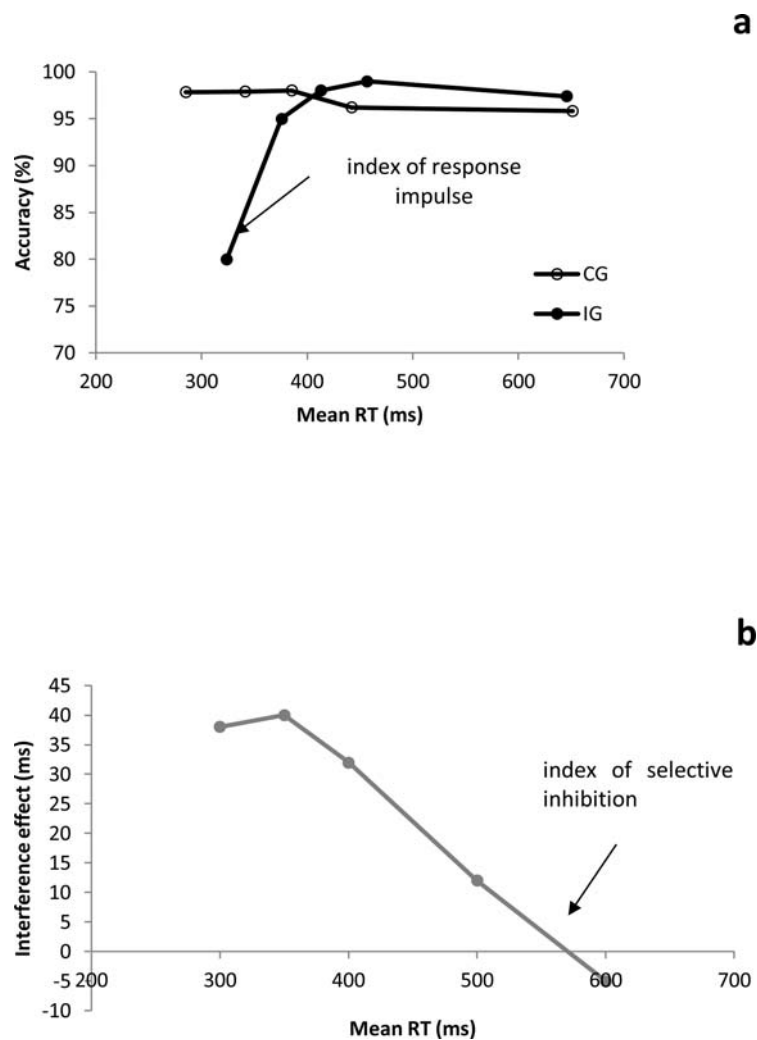 a
100
95
90
85
80
75
70
Accuracy (%)
index of response
impulse
CG
IG
200 300 400 500 600 700
Mean RT (ms)
b
45
40
35
30
25
20
15
10
5
0
-5
-10
Interference effect (ms)
index of selective
inhibition
200 300 400 500 600 700
Mean RT (ms)